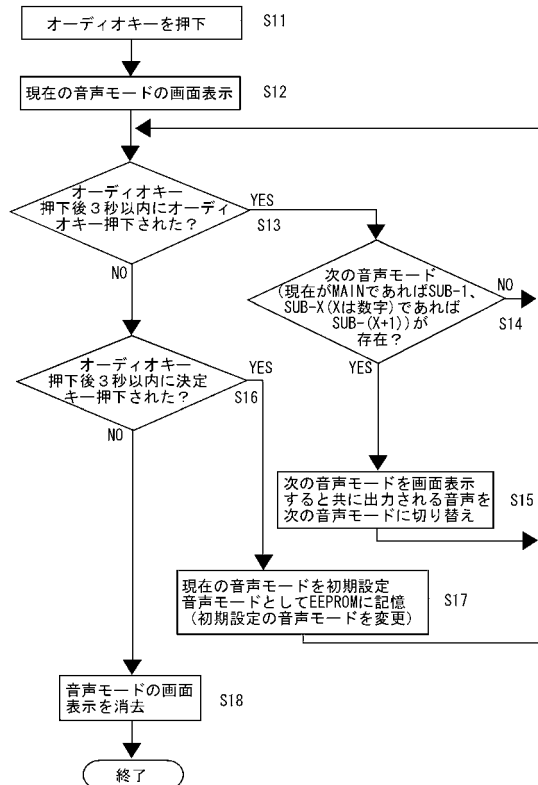 オーディオキーを押下
S11
現在の音声モードの画面表示
S12
オーディオキー
押下後3秒以内にオーディ
オキー押下された?
YES
S13
NO
次の音声モード
(現在がMAINであればSUB-1、
SUB-X(Xは数字)であれば
SUB-(X+1))が
存在?
NO
S14
YES
オーディオキー
押下後3秒以内に決定
キー押下された?
YES
S16
NO
次の音声モードを画面表示
すると共に出力される音声を
次の音声モードに切り替え
S15
現在の音声モードを初期設定
音声モードとしてEEPROMに記憶
(初期設定の音声モードを変更)
S17
音声モードの画面
表示を消去
S18
終了